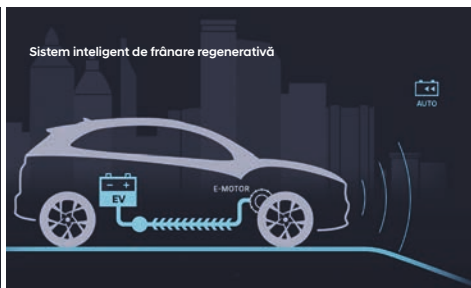 Sistem inteligent de frânare regenerativă
AUTO
E-MOTOR
- +
EV